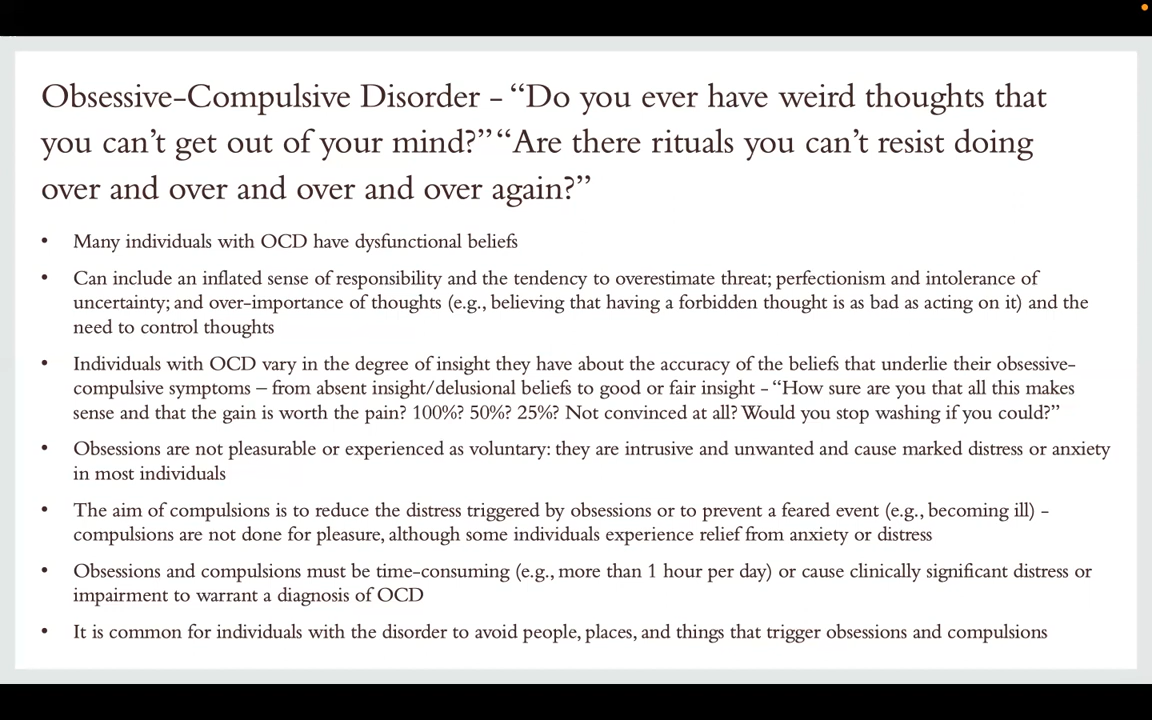 Obsessive-Compulsive Disorder - “Do you ever have weird thoughts that
you can’t get out of your mind?” “Are there rituals you can’t resist doing
over and over and over and over again?”
• Many individuals with OCD have dysfunctional beliefs
• Can include an inflated sense of responsibility and the tendency to overestimate threat; perfectionism and intolerance of
uncertainty; and over-importance of thoughts (e.g., believing that having a forbidden thought is as bad as acting on it) and the
need to control thoughts
• Individuals with OCD vary in the degree of insight they have about the accuracy of the beliefs that underlie their obsessive-
compulsive symptoms – from absent insight/delusional beliefs to good or fair insight - “How sure are you that all this makes
sense and that the gain is worth the pain? 100%? 50%? 25%? Not convinced at all? Would you stop washing if you could?”
• Obsessions are not pleasurable or experienced as voluntary: they are intrusive and unwanted and cause marked distress or anxiety
in most individuals
• The aim of compulsions is to reduce the distress triggered by obsessions or to prevent a feared event (e.g., becoming ill) -
compulsions are not done for pleasure, although some individuals experience relief from anxiety or distress
• Obsessions and compulsions must be time-consuming (e.g., more than 1 hour per day) or cause clinically significant distress or
impairment to warrant a diagnosis of OCD
• It is common for individuals with the disorder to avoid people, places, and things that trigger obsessions and compulsions